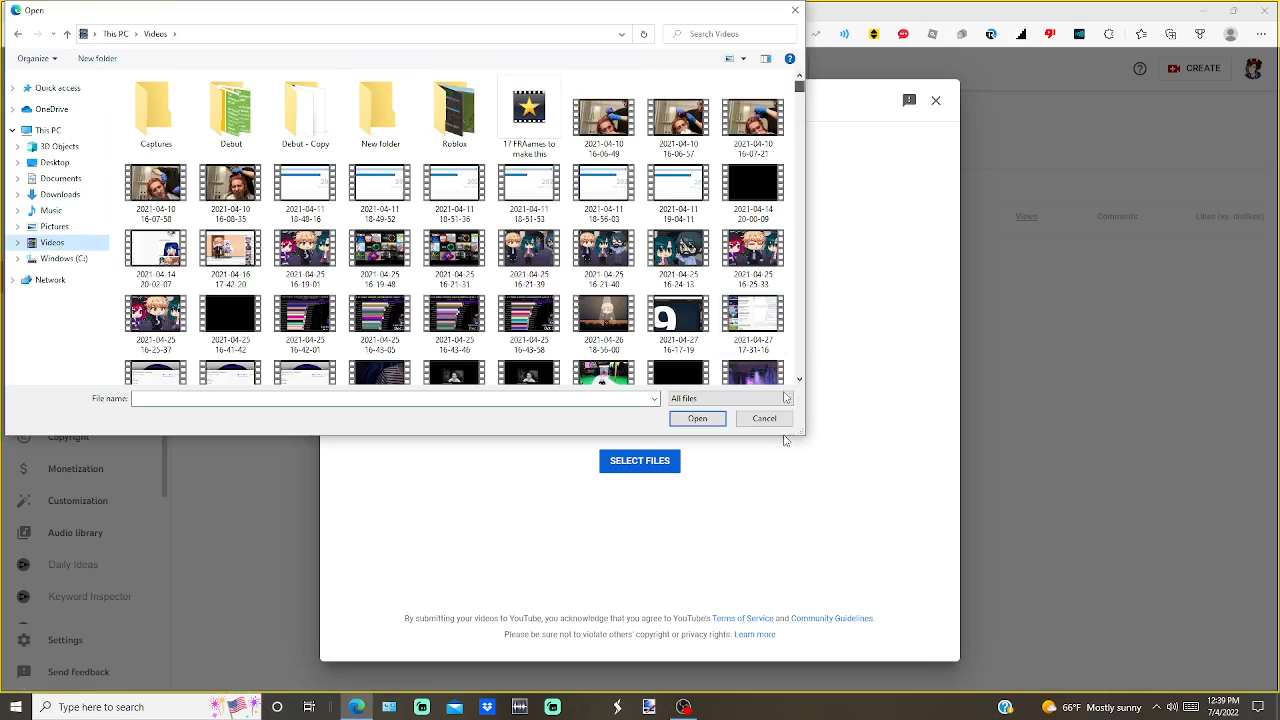 Open
This PC
Videos
Search Videos
Organize
New folder
Quick access
OneDrive
This PC
3D Objects
Desktop
Documents
Downloads
Music
Pictures
Videos
Windows (C:)
Network
Captures
Debut
Debut - Copy
New folder
Roblox
17 FRAames to
make this
2021-04-10
16-06-49
2021-04-10
16-06-57
2021-04-10
16-07-21
2021-04-10
16-07-58
2021-04-10
16-08-35
2021-04-11
18-48-16
2021-04-11
18-49-52
2021-04-11
18-51-36
2021-04-11
18-51-53
2021-04-11
18-56-03
2021-04-11
19-04-11
2021-04-14
20-00-09
2021-04-14
20-02-07
2021-04-16
17-42-20
2021-04-25
16-19-01
2021-04-25
16-19-48
2021-04-25
16-21-31
2021-04-25
16-21-39
2021-04-25
16-21-40
2021-04-25
16-24-13
2021-04-25
16-25-33
2021-04-25
16-25-37
2021-04-25
16-41-42
2021-04-25
16-42-01
2021-04-25
16-43-05
2021-04-25
16-43-46
2021-04-25
16-43-58
2021-04-26
18-56-00
2021-04-27
16-17-19
2021-04-27
17-31-16
File name:
All files
Open
Cancel
CREATE
Views
Comments
Likes (vs. dislikes)
SELECT FILES
By submitting your videos to YouTube, you acknowledge that you agree to YouTube's Terms of Service and Community Guidelines.
Please be sure not to violate others' copyright or privacy rights. Learn more
Copyright
Monetization
Customization
Audio library
Daily Ideas
Keyword Inspector
Settings
Send feedback
Type here to search
66°F Mostly sunny
12:39 PM
7/4/2022